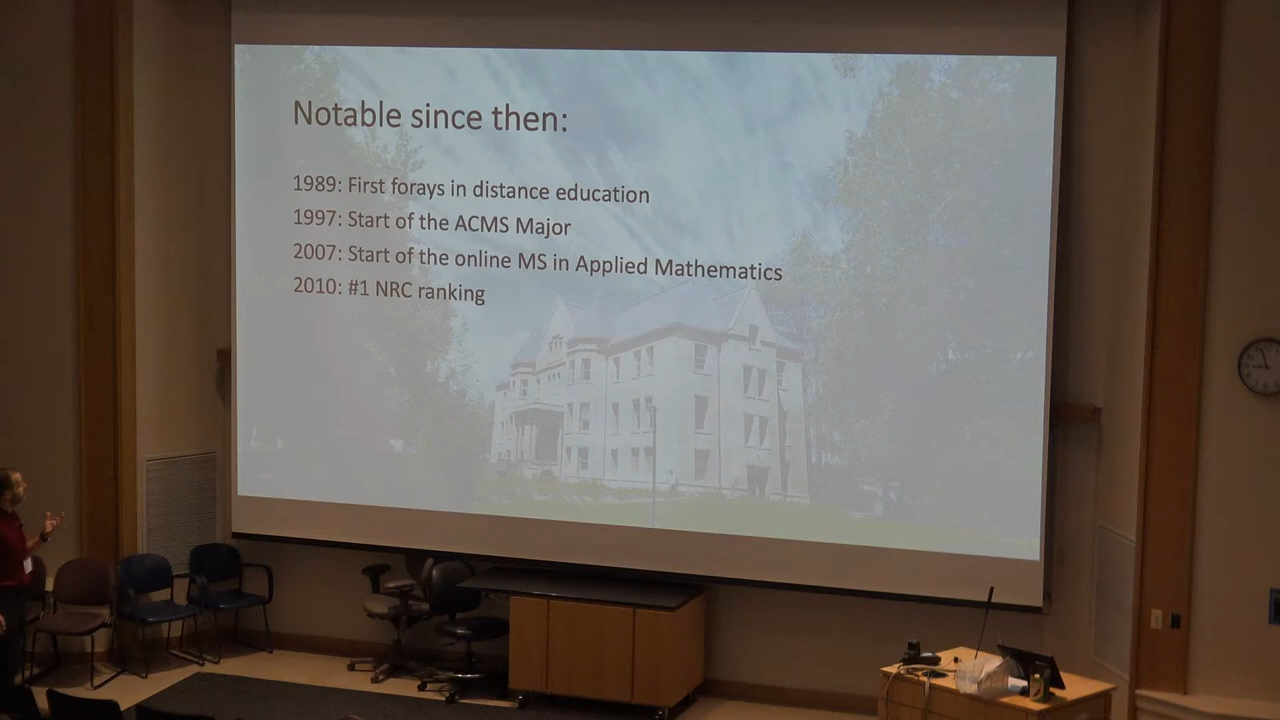 Notable since then:
1989: First forays in distance education
1997: Start of the ACMS Major
2007: Start of the online MS in Applied Mathematics
2010: #1 NRC ranking